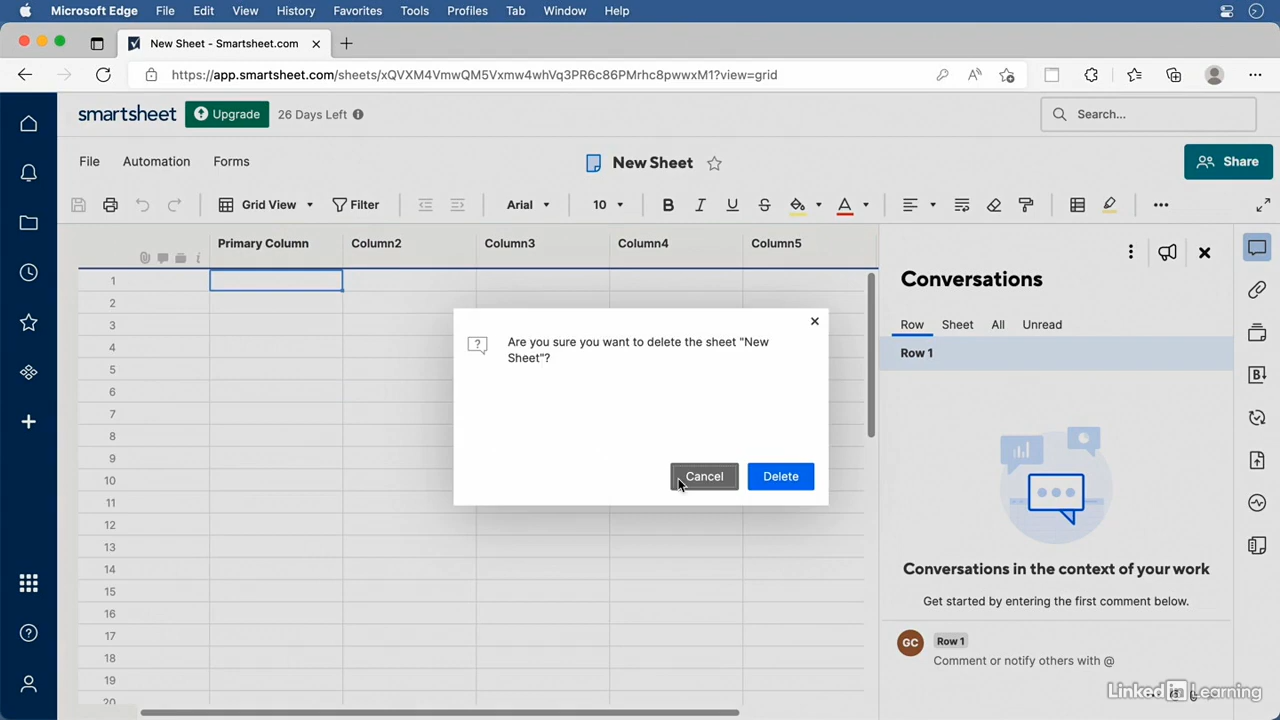 Microsoft Edge File Edit View History Favorites Tools Profiles Tab Window Help
New Sheet - Smartsheet.com
https://app.smartsheet.com/sheets/xQVXM4VmwQM5Vxmw4whVq3PR6c86PMrhc8pwwxM1?view=grid
smartsheet Upgrade 26 Days Left Search...
File Automation Forms New Sheet Share
Grid View Filter Arial 10 B I U S A
Primary Column Column2 Column3 Column4 Column5
1
2
3
4
5
6
7
8
9
10
11
12
13
14
15
16
17
18
19
20
Are you sure you want to delete the sheet "New
Sheet"?
Cancel Delete
Conversations
Row Sheet All Unread
Row 1
Conversations in the context of your work
Get started by entering the first comment below.
GC Row 1
Comment or notify others with @
LinkedIn Learning